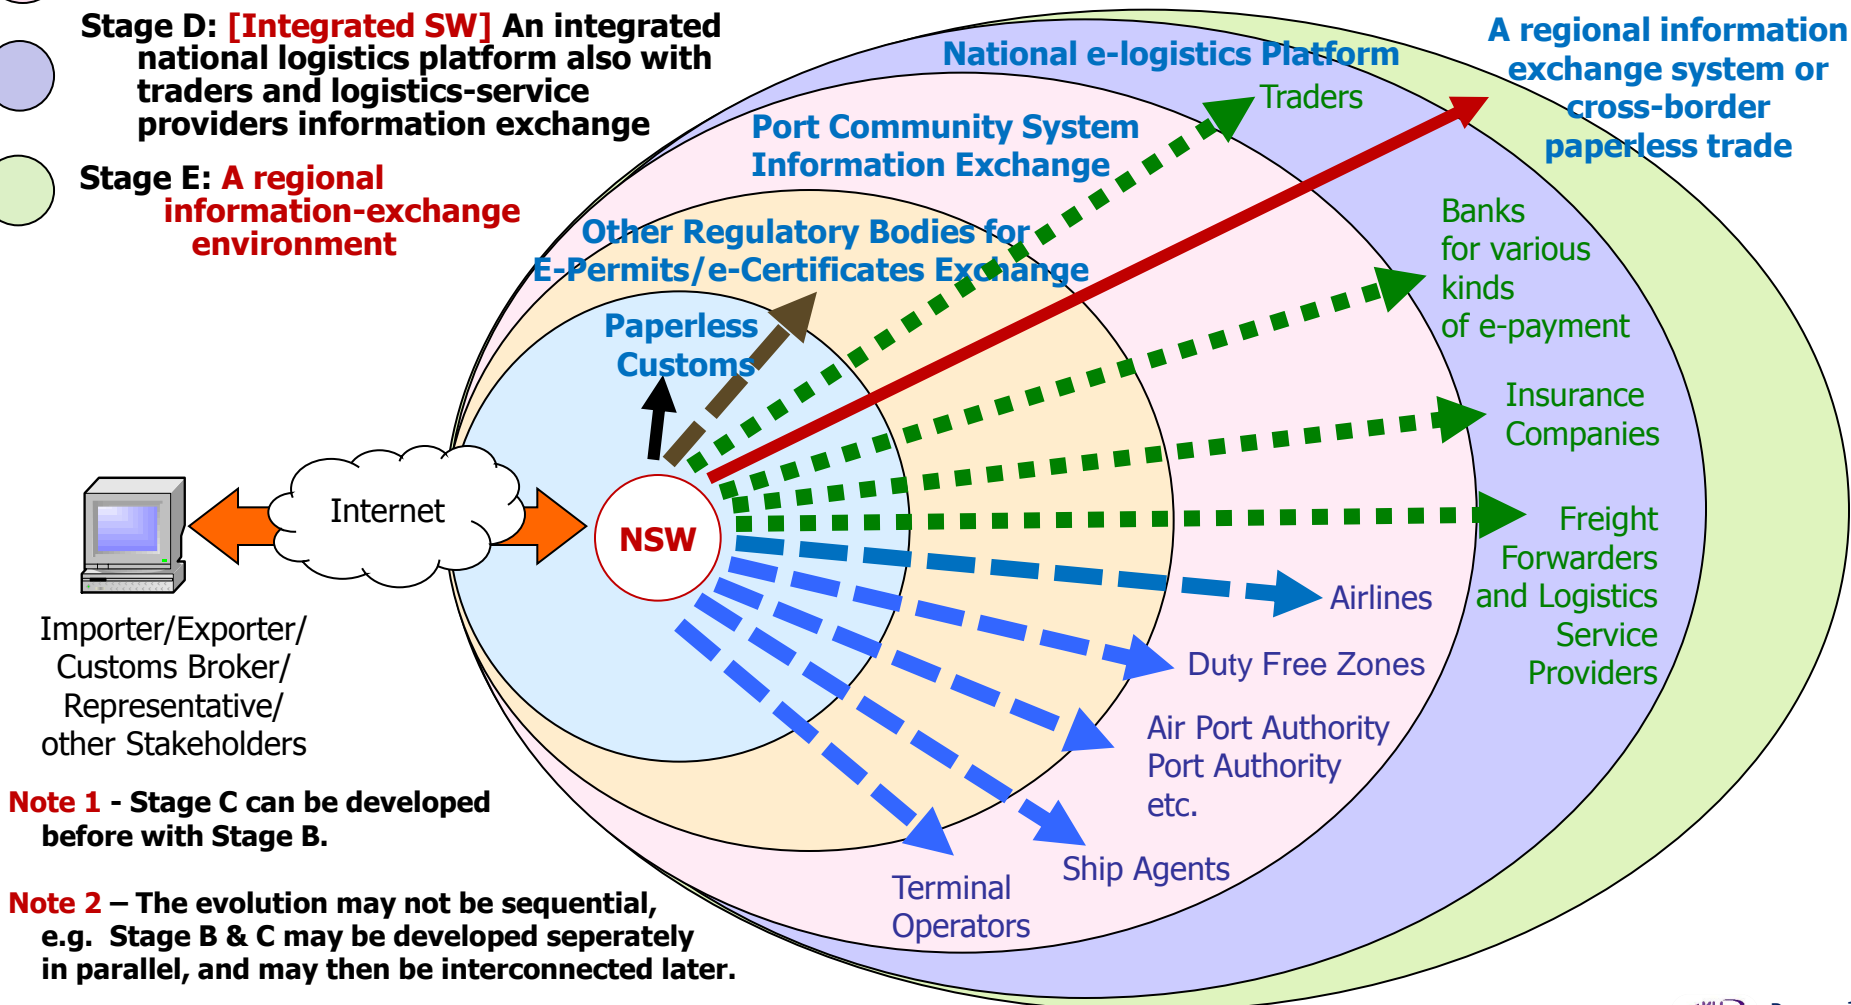 Stage D: [Integrated SW] An integrated
national logistics platform also with
traders and logistics-service
providers information exchange
Stage E: A regional
information-exchange
environment
National e-logistics Platform
Traders
A regional information
exchange system or
cross-border
paperless trade
Port Community System
Information Exchange
Other Regulatory Bodies for
E-Permits/e-Certificates Exchange
Paperless
Customs
Banks
for various
kinds
of e-payment
Insurance
Companies
Internet
NSW
Freight
Forwarders
and Logistics
Service
Providers
Airlines
Duty Free Zones
Air Port Authority
Port Authority
etc.
Ship Agents
Terminal
Operators
Importer/Exporter/
Customs Broker/
Representative/
other Stakeholders
Note 1 - Stage C can be developed
before with Stage B.
Note 2 – The evolution may not be sequential,
e.g. Stage B & C may be developed seperately
in parallel, and may then be interconnected later.